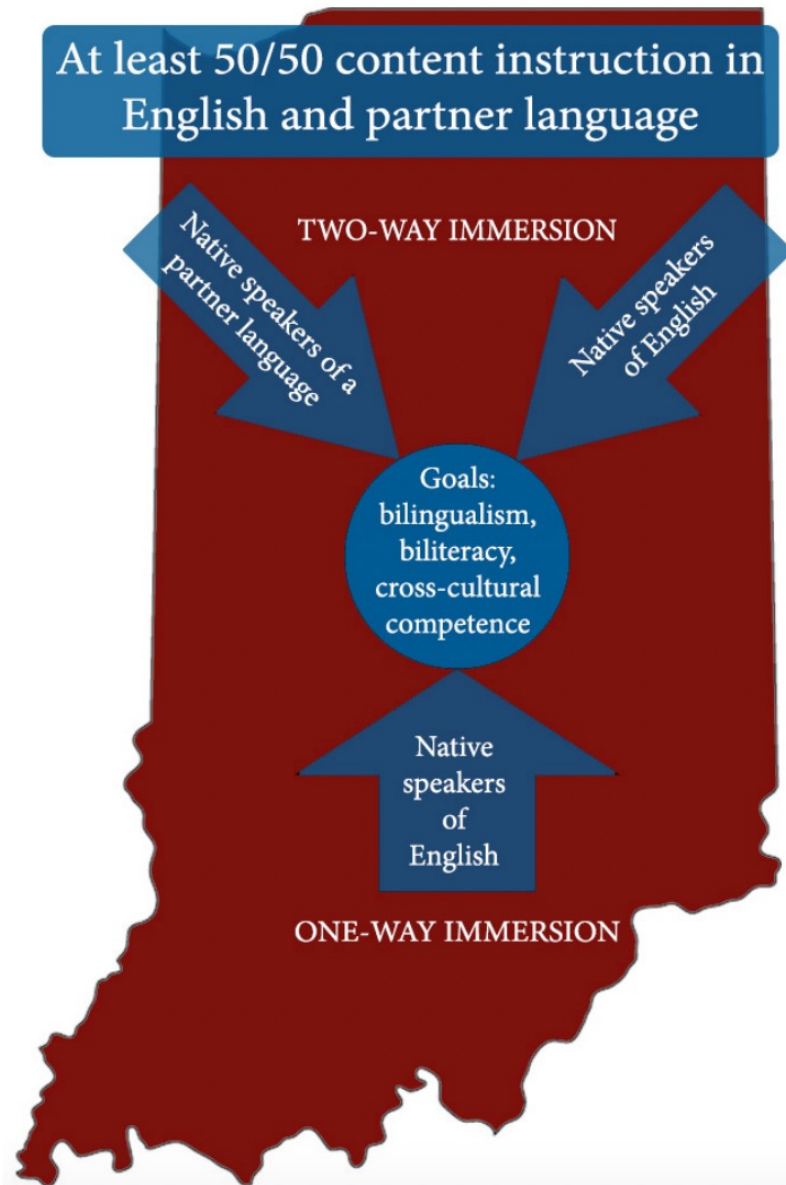 At least 50/50 content instruction in
English and partner language
TWO-WAY IMMERSION
Native speakers of a
partner language
Native speakers
of English
Goals:
bilingualism,
biliteracy,
cross-cultural
competence
Native
speakers
of
English
ONE-WAY IMMERSION